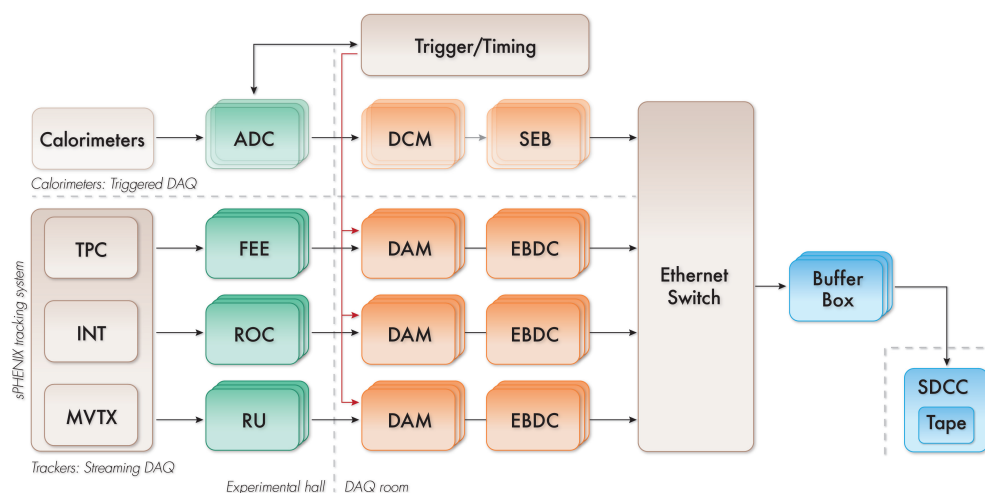 Trigger/Timing
Calorimeters
ADC
DCM
SEB
Calorimeters: Triggered DAQ
sPHENIX tracking system
TPC
FEE
DAM
EBDC
INT
ROC
DAM
EBDC
MVTX
RU
DAM
EBDC
Ethernet
Switch
Buffer
Box
SDCC
Tape
Trackers: Streaming DAQ
Experimental hall
DAQ room